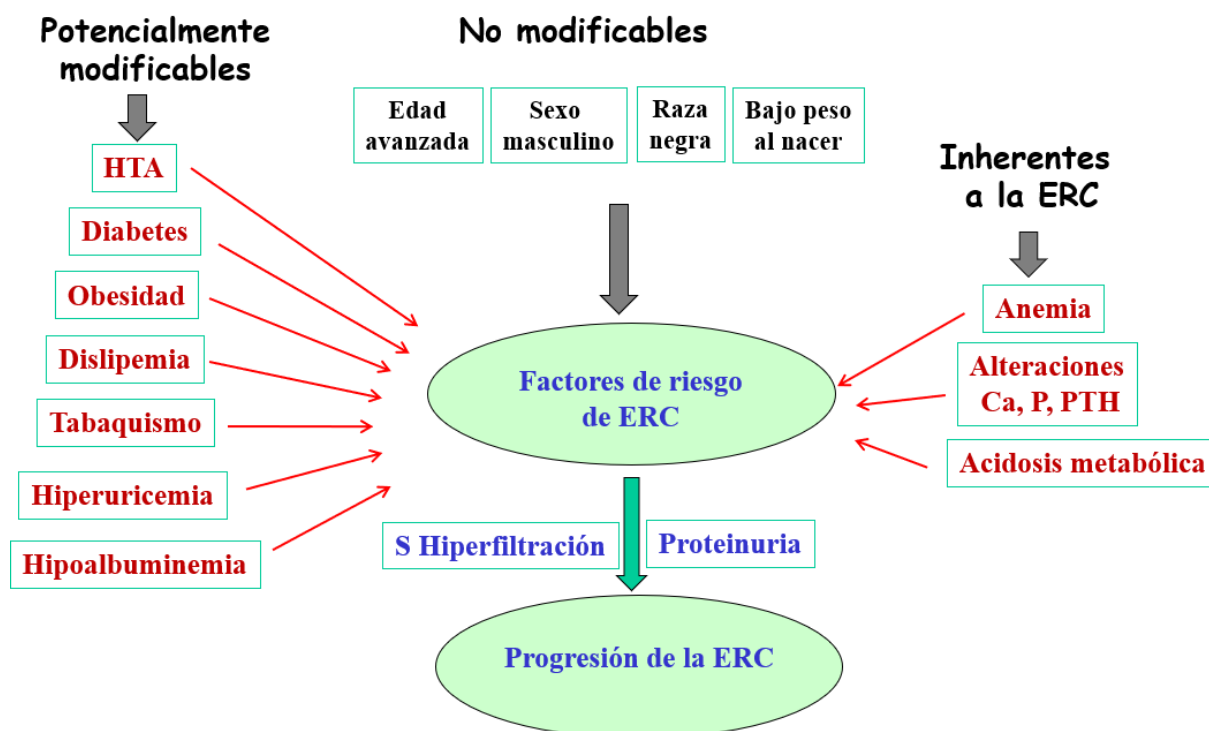 Potencialmente
modificables
HTA
Diabetes
Obesidad
Dislipemia
Tabaquismo
Hiperuricemia
Hipoalbuminemia
No modificables
Edad
avanzada
Sexo
masculino
Raza
negra
Bajo peso
al nacer
Inherentes
a la ERC
Anemia
Alteraciones
Ca, P, PTH
Acidosis metabólica
Factores de riesgo
de ERC
S Hiperfiltración
Proteinuria
Progresión de la ERC